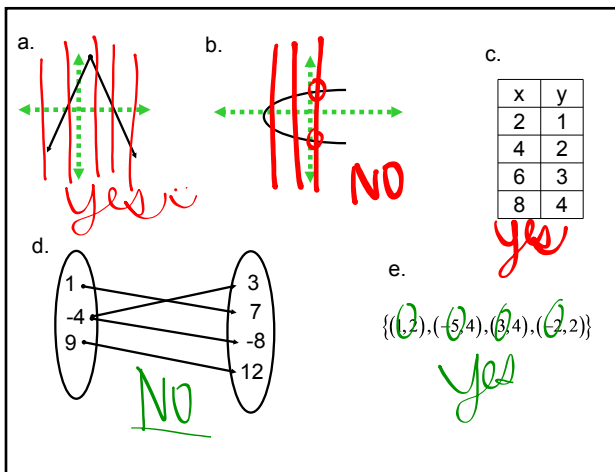 a.
b.
c.
x y
2 1
4 2
6 3
8 4
yes
NO
yes
d.
1
-4
9
3
7
-8
12
NO
e.
{(1,2),(−5,4),(3,4),(−2,2)}
yes